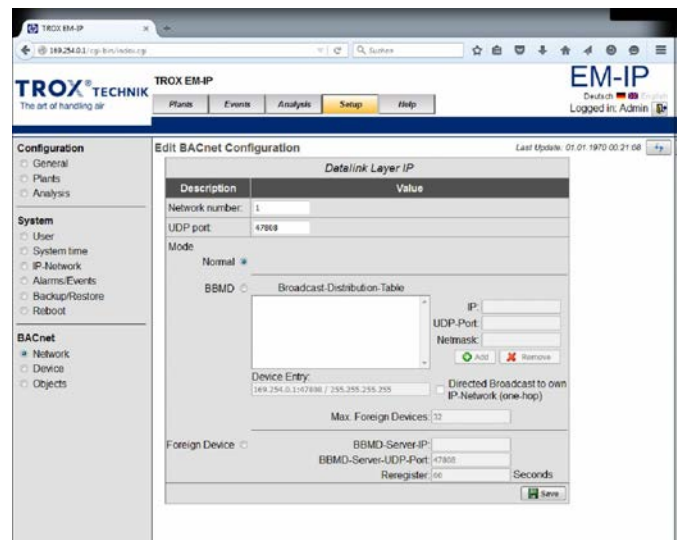 TROX EM-IP
169.254.0.1/cgi-bin/index.cgi
Suchen
TROX® TECHNIK
The art of handling air
TROX EM-IP
Plants Events Analysis Setup Help
EM-IP
Deutsch English
Logged in: Admin
Configuration
General
Plants
Analysis
System
User
System time
IP-Network
Alarms/Events
Backup/Restore
Reboot
BACnet
Network
Device
Objects
Edit BACnet Configuration
Last Update: 01.01.1970 00:21:08
Datalink Layer IP
Description Value
Network number: 1
UDP port: 47808
Mode
Normal
BBMD Broadcast-Distribution-Table
IP:
UDP-Port:
Netmask:
Add Remove
Device Entry:
169.254.0.1:47808 / 255.255.255.255
Directed Broadcast to own
IP-Network (one-hop)
Max. Foreign Devices: 32
Foreign Device BBMD-Server-IP:
BBMD-Server-UDP-Port: 47808
Reregister: 60 Seconds
Save